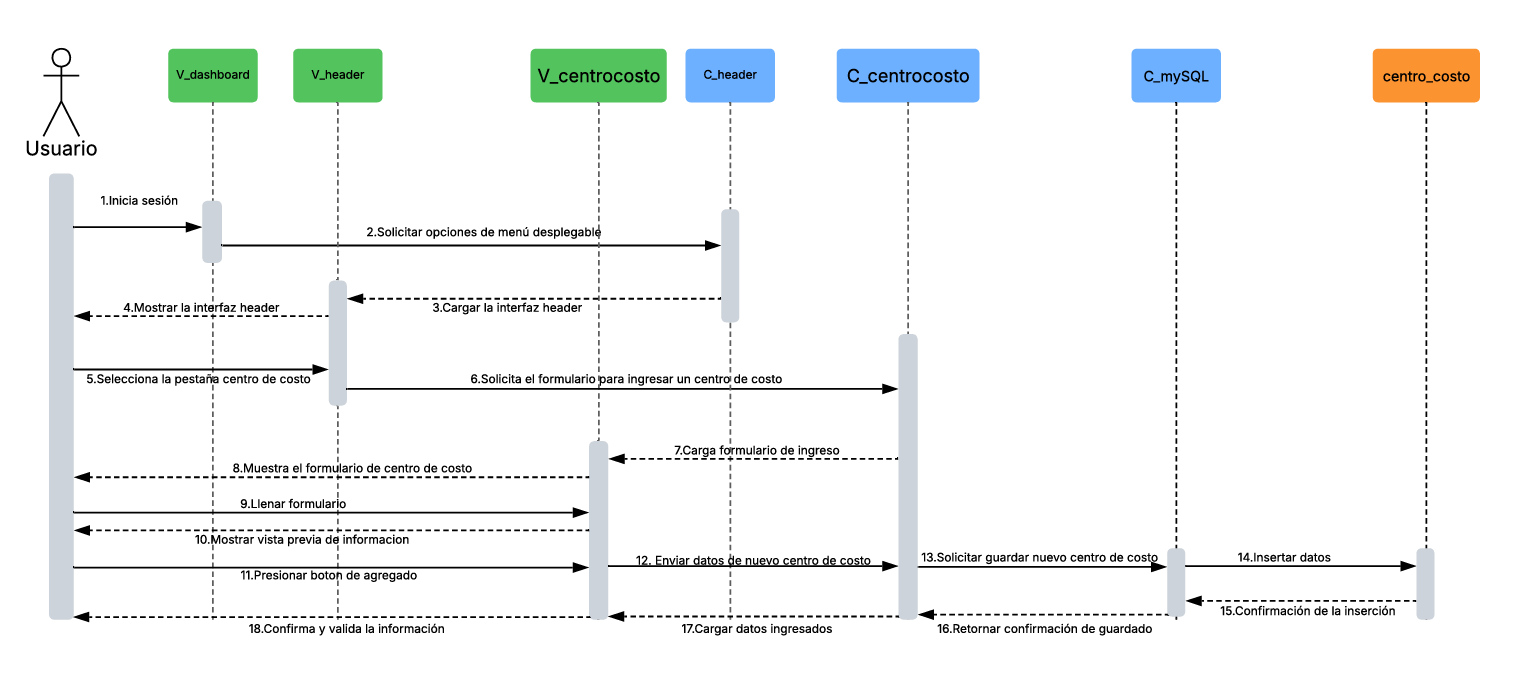 V_dashboard
V_header
V_centrocosto
C_header
C_centrocosto
C_mySQL
centro_costo
Usuario
1.Inicia sesión
2.Solicitar opciones de menú desplegable
3.Cargar la interfaz header
4.Mostrar la interfaz header
5.Selecciona la pestaña centro de costo
6.Solicita el formulario para ingresar un centro de costo
7.Carga formulario de ingreso
8.Muestra el formulario de centro de costo
9.Llenar formulario
10.Mostrar vista previa de informacion
11.Presionar boton de agregado
12. Enviar datos de nuevo centro de costo
13.Solicitar guardar nuevo centro de costo
14.Insertar datos
15.Confirmación de la inserción
16.Retornar confirmación de guardado
17.Cargar datos ingresados
18.Confirma y valida la información